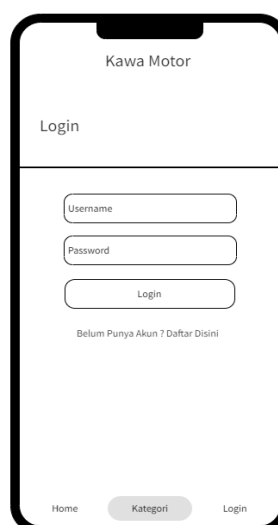 Kawa Motor
Login
Username
Password
Login
Belum Punya Akun ? Daftar Disini
Home Kategori Login